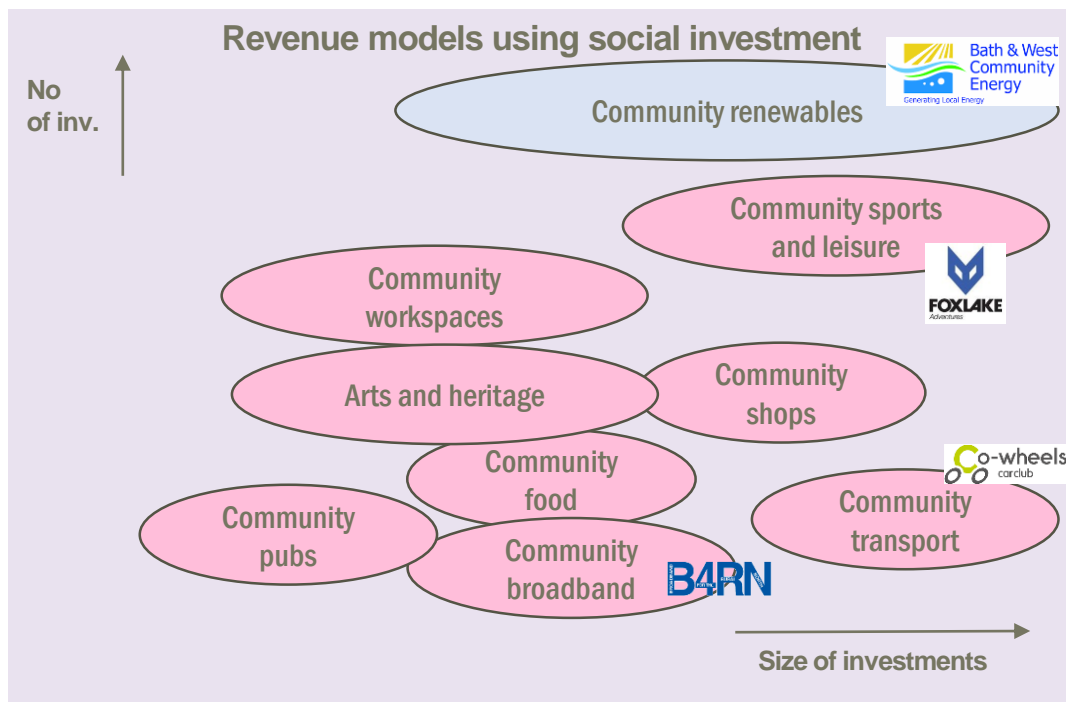 Revenue models using social investment
Bath & West
Community
Energy
Generating Local Energy
No
of inv.
Community renewables
Community sports
and leisure
FOXLAKE
Adventures
Community
workspaces
Arts and heritage
Community
shops
Co-wheels
carclub
Community
food
Community
transport
Community
pubs
Community
broadband
B4RN
Size of investments